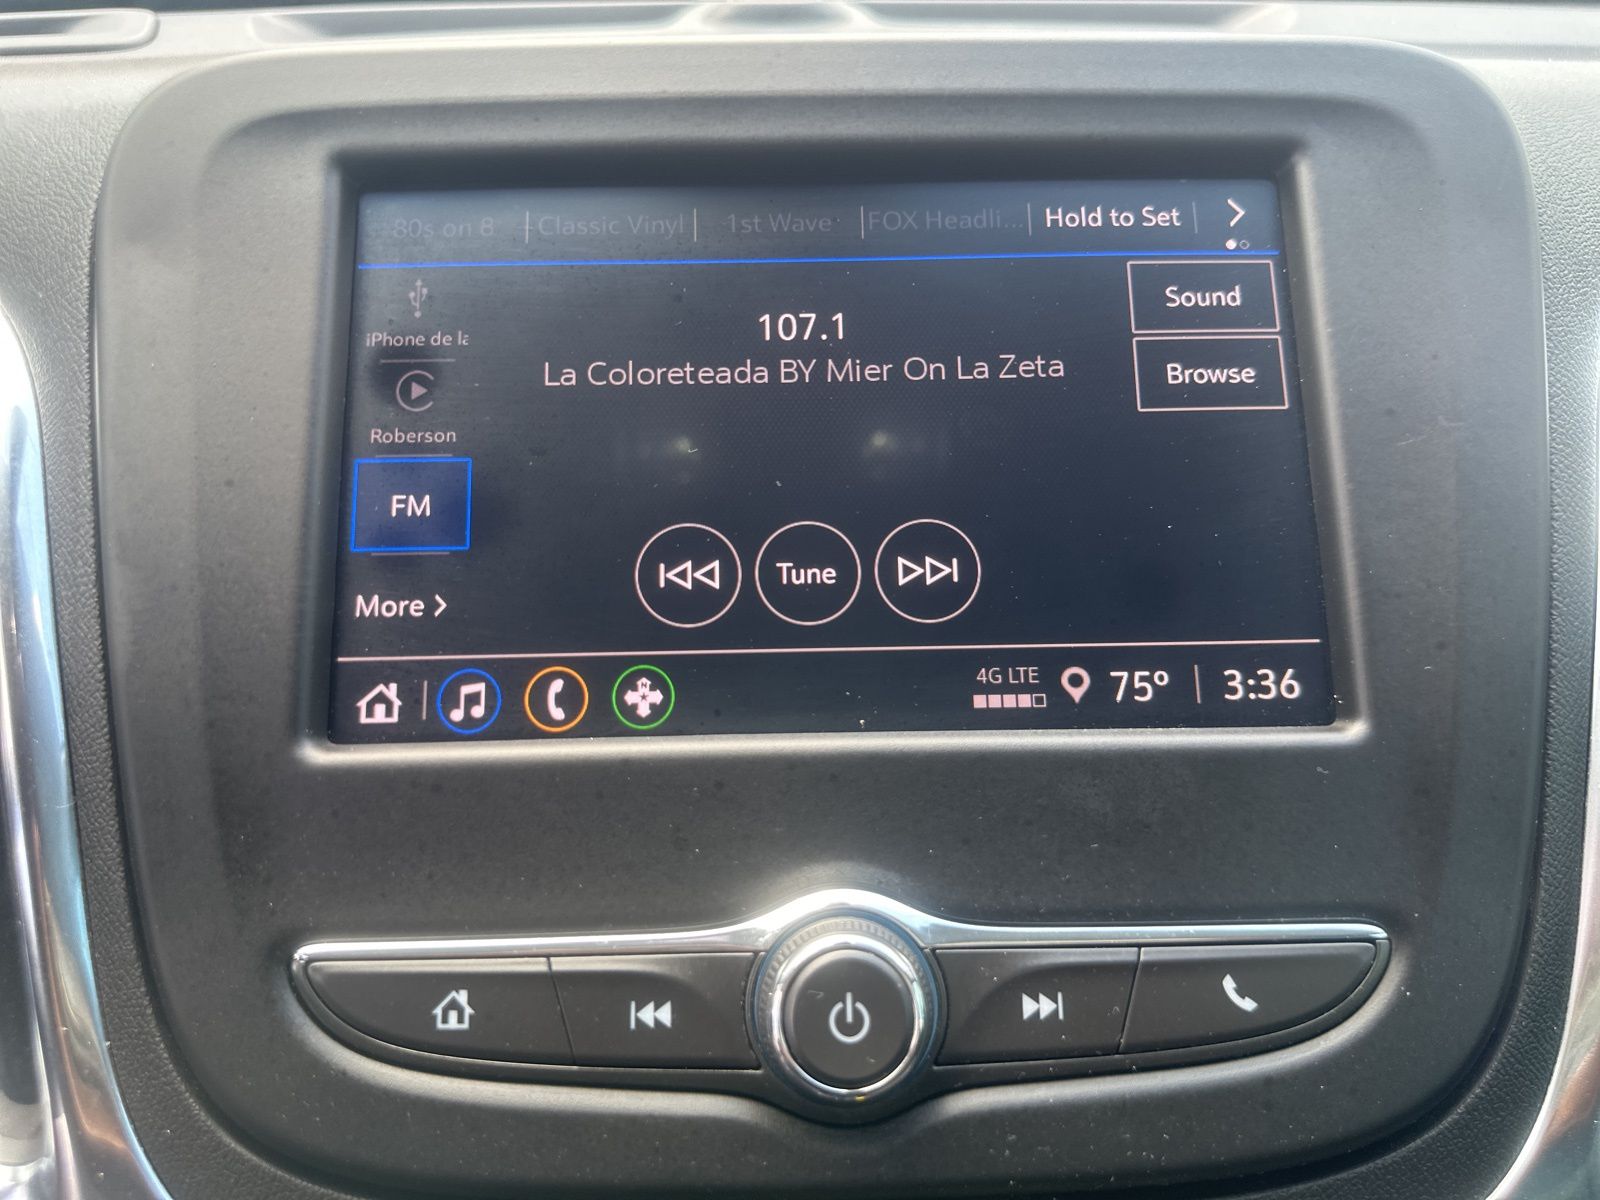 80s on 8 Classic Vinyl 1st Wave FOX Headli... Hold to Set
Sound
iPhone de la
107.1
La Coloreteada BY Mier On La Zeta
Browse
Roberson
FM
Tune
More
N
4G LTE
75° 3:36